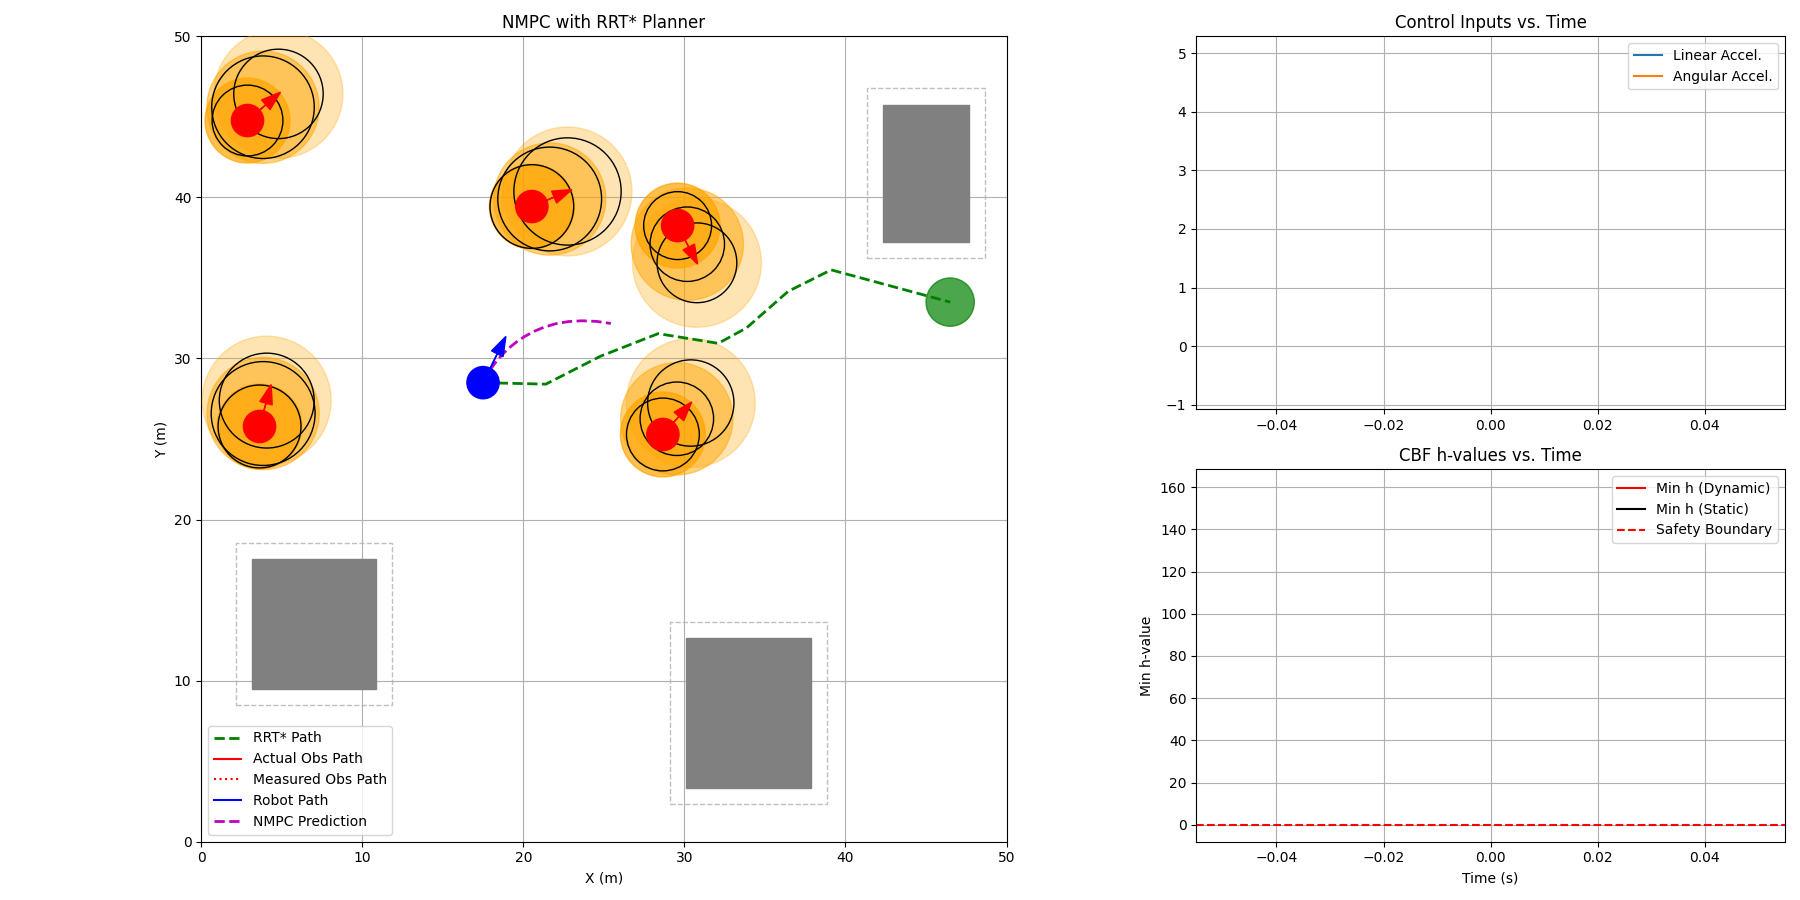 NMPC with RRT* Planner
50
40
30
20
10
0
Y (m)
0 10 20 30 40 50
X (m)
RRT* Path
Actual Obs Path
Measured Obs Path
Robot Path
NMPC Prediction
Control Inputs vs. Time
5
4
3
2
1
0
−1
Linear Accel.
Angular Accel.
−0.04 −0.02 0.00 0.02 0.04
CBF h-values vs. Time
160
140
120
100
80
60
40
20
0
Min h-value
Min h (Dynamic)
Min h (Static)
Safety Boundary
−0.04 −0.02 0.00 0.02 0.04
Time (s)